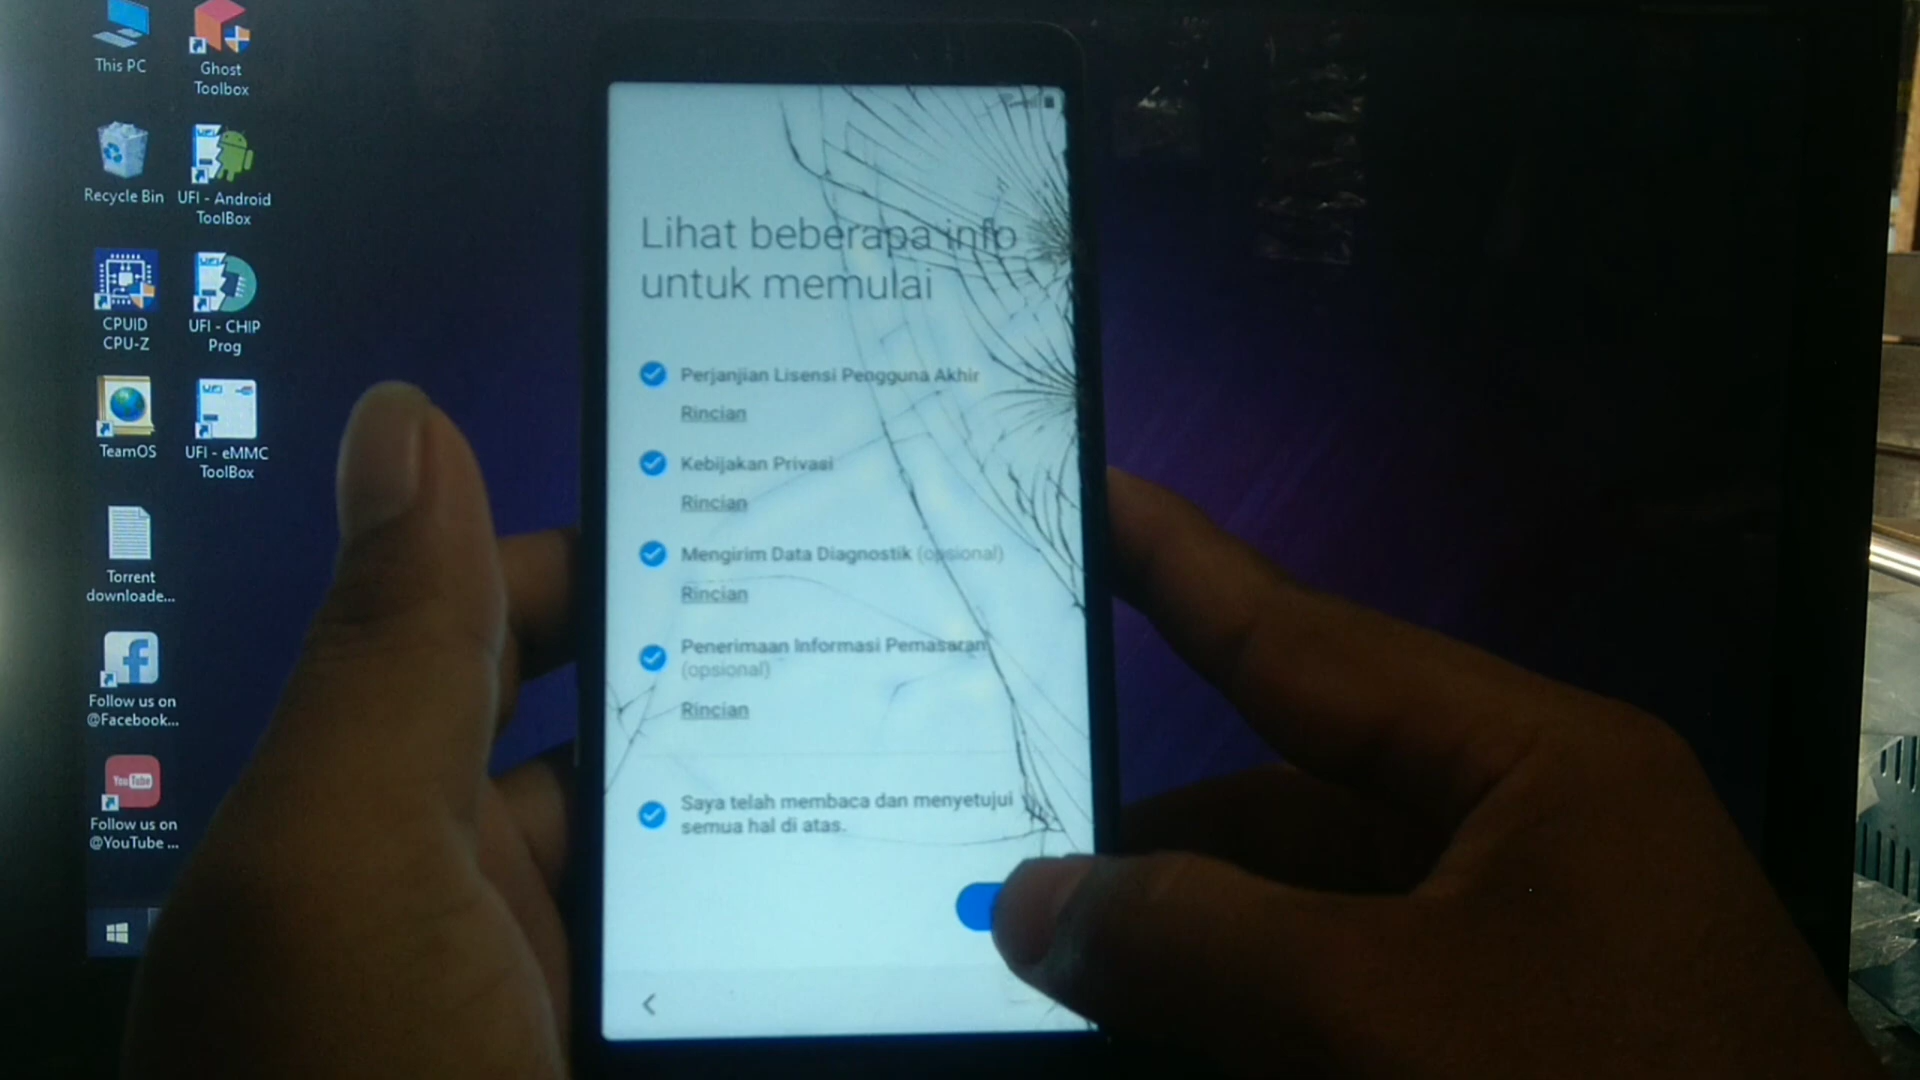 This PC
Ghost
Toolbox
Recycle Bin
UFI - Android
ToolBox
CPUID
CPU-Z
UFI - CHIP
Prog
TeamOS
UFI - eMMC
ToolBox
Torrent
downloade...
Follow us on
@Facebook...
You Tube
Follow us on
@YouTube ...
Lihat beberapa info
untuk memulai
Perjanjian Lisensi Pengguna Akhir
Rincian
Kebijakan Privasi
Rincian
Mengirim Data Diagnostik (opsional)
Rincian
Penerimaan Informasi Pemasaran
(opsional)
Rincian
Saya telah membaca dan menyetujui
semua hal di atas.